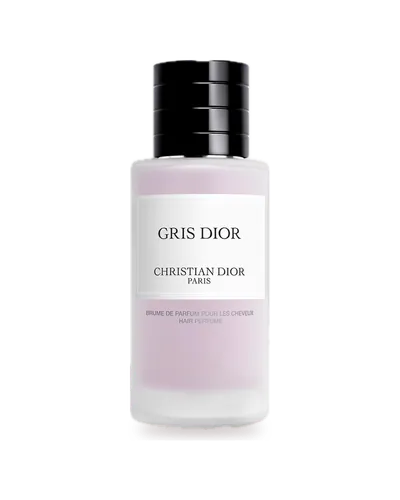 GRIS DIOR
CHRISTIAN DIOR
PARIS
BRUME DE PARFUM POUR LES CHEVEUX
HAIR PERFUME